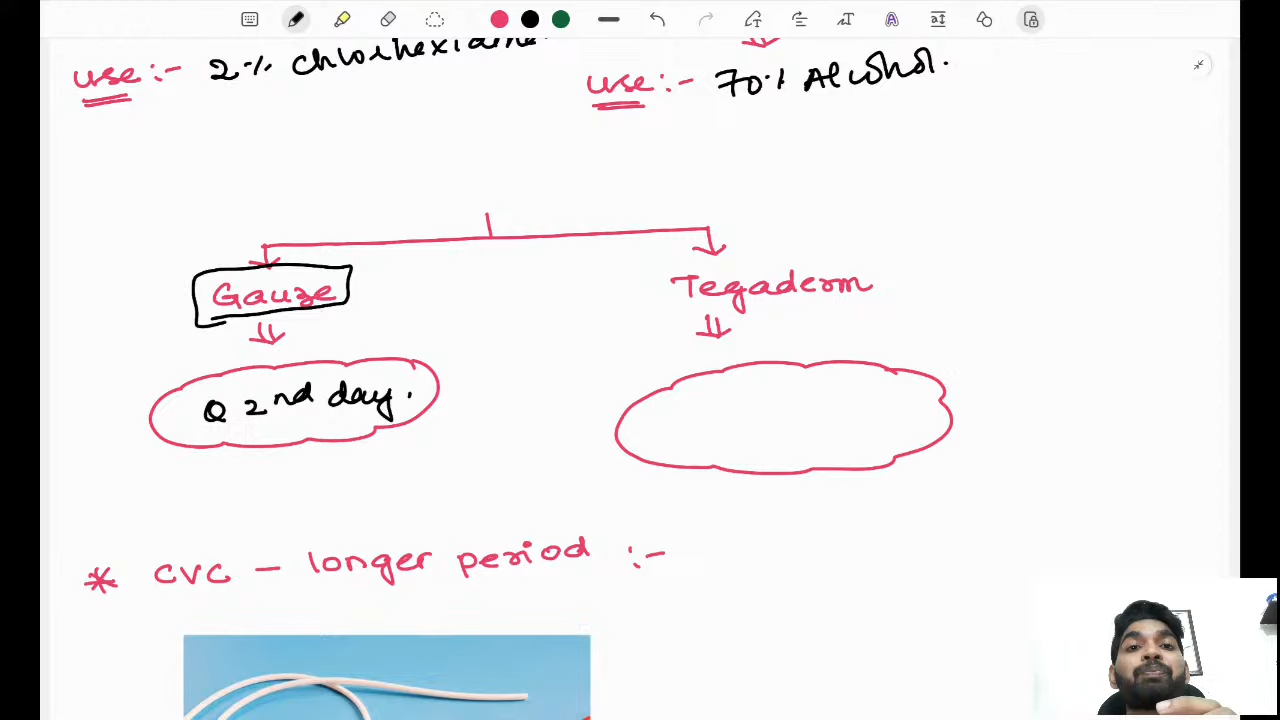 use :- 2% chlorhexidine.
use :- 70% Alcohol.
Gauze
Tegaderm
Q 2nd day.
* CVC - longer period :-